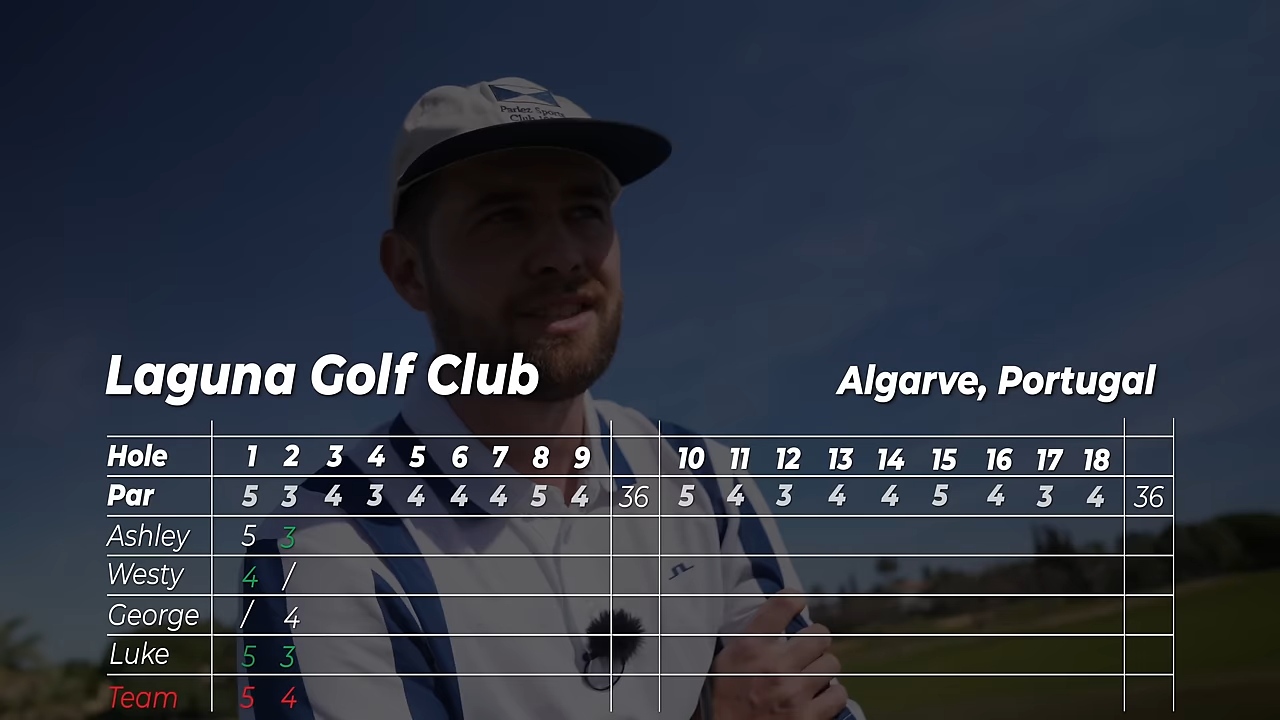 Parlez Sports
Laguna Golf Club
Algarve, Portugal
Hole 1 2 3 4 5 6 7 8 9 10 11 12 13 14 15 16 17 18
Par 5 3 4 3 4 4 4 5 4 36 5 4 3 4 4 5 4 3 4 36
Ashley 5 3
Westy 4 /
George / 4
Luke 5 3
Team 5 4